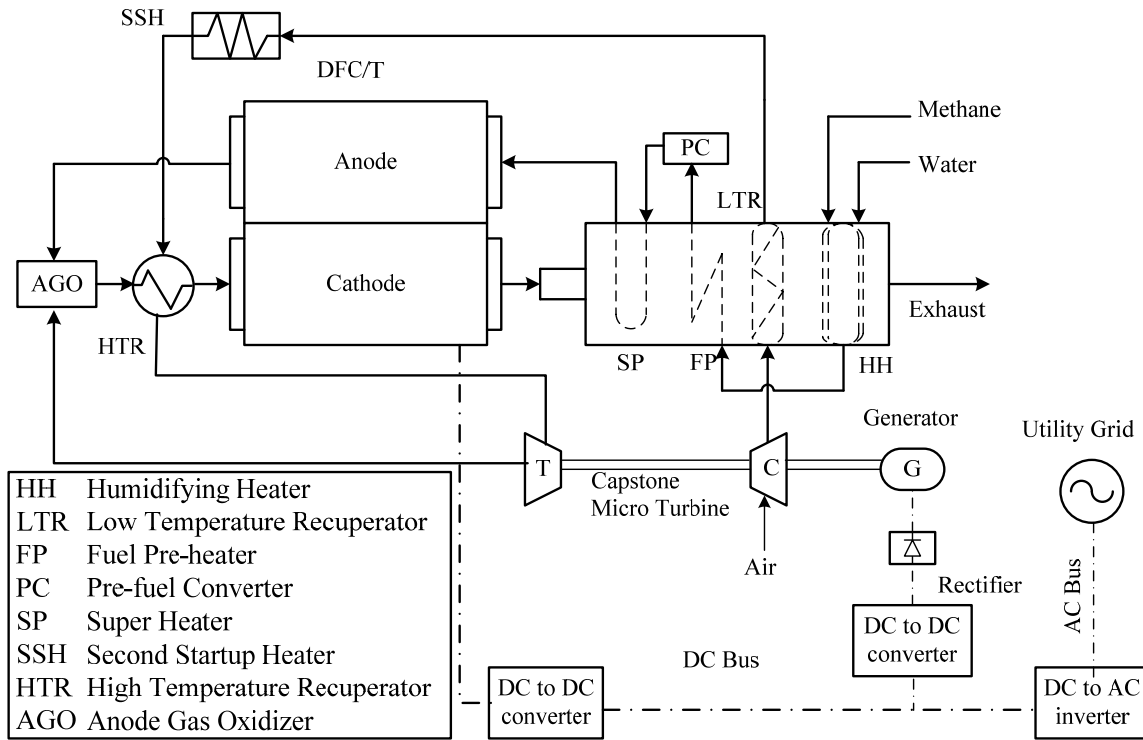 SSH
DFC/T
Methane
Anode
PC
Water
LTR
AGO
Cathode
Exhaust
HTR
SP
FP
HH
Generator
Utility Grid
T
C
G
Capstone
Micro Turbine
Air
Rectifier
AC Bus
HH Humidifying Heater
LTR Low Temperature Recuperator
FP Fuel Pre-heater
PC Pre-fuel Converter
SP Super Heater
SSH Second Startup Heater
HTR High Temperature Recuperator
AGO Anode Gas Oxidizer
DC to DC
converter
DC Bus
DC to DC
converter
DC to AC
inverter